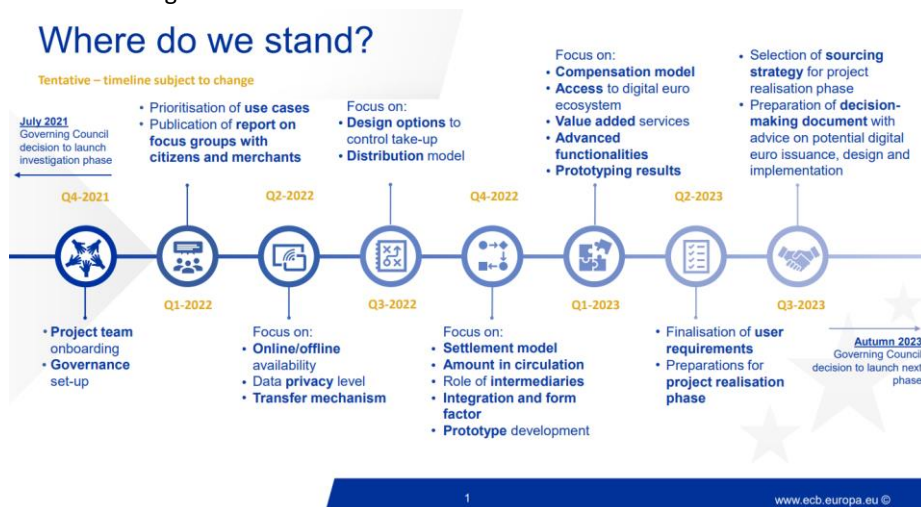 Where do we stand?
Tentative – timeline subject to change
July 2021
Governing Council
decision to launch
investigation phase
Q4-2021
• Project team
onboarding
• Governance
set-up
• Prioritisation of use cases
• Publication of report on
focus groups with
citizens and merchants
Q1-2022
Q2-2022
Focus on:
• Online/offline
availability
• Data privacy level
• Transfer mechanism
Focus on:
• Design options to
control take-up
• Distribution model
Q3-2022
Q4-2022
Focus on:
• Settlement model
• Amount in circulation
• Role of intermediaries
• Integration and form
factor
• Prototype development
Focus on:
• Compensation model
• Access to digital euro
ecosystem
• Value added services
• Advanced
functionalities
• Prototyping results
Q1-2023
Q2-2023
• Finalisation of user
requirements
• Preparations for
project realisation
phase
• Selection of sourcing
strategy for project
realisation phase
• Preparation of decision-
making document with
advice on potential digital
euro issuance, design and
implementation
Q3-2023
Autumn 2023
Governing Council
decision to launch next
phase
1
www.ecb.europa.eu ©